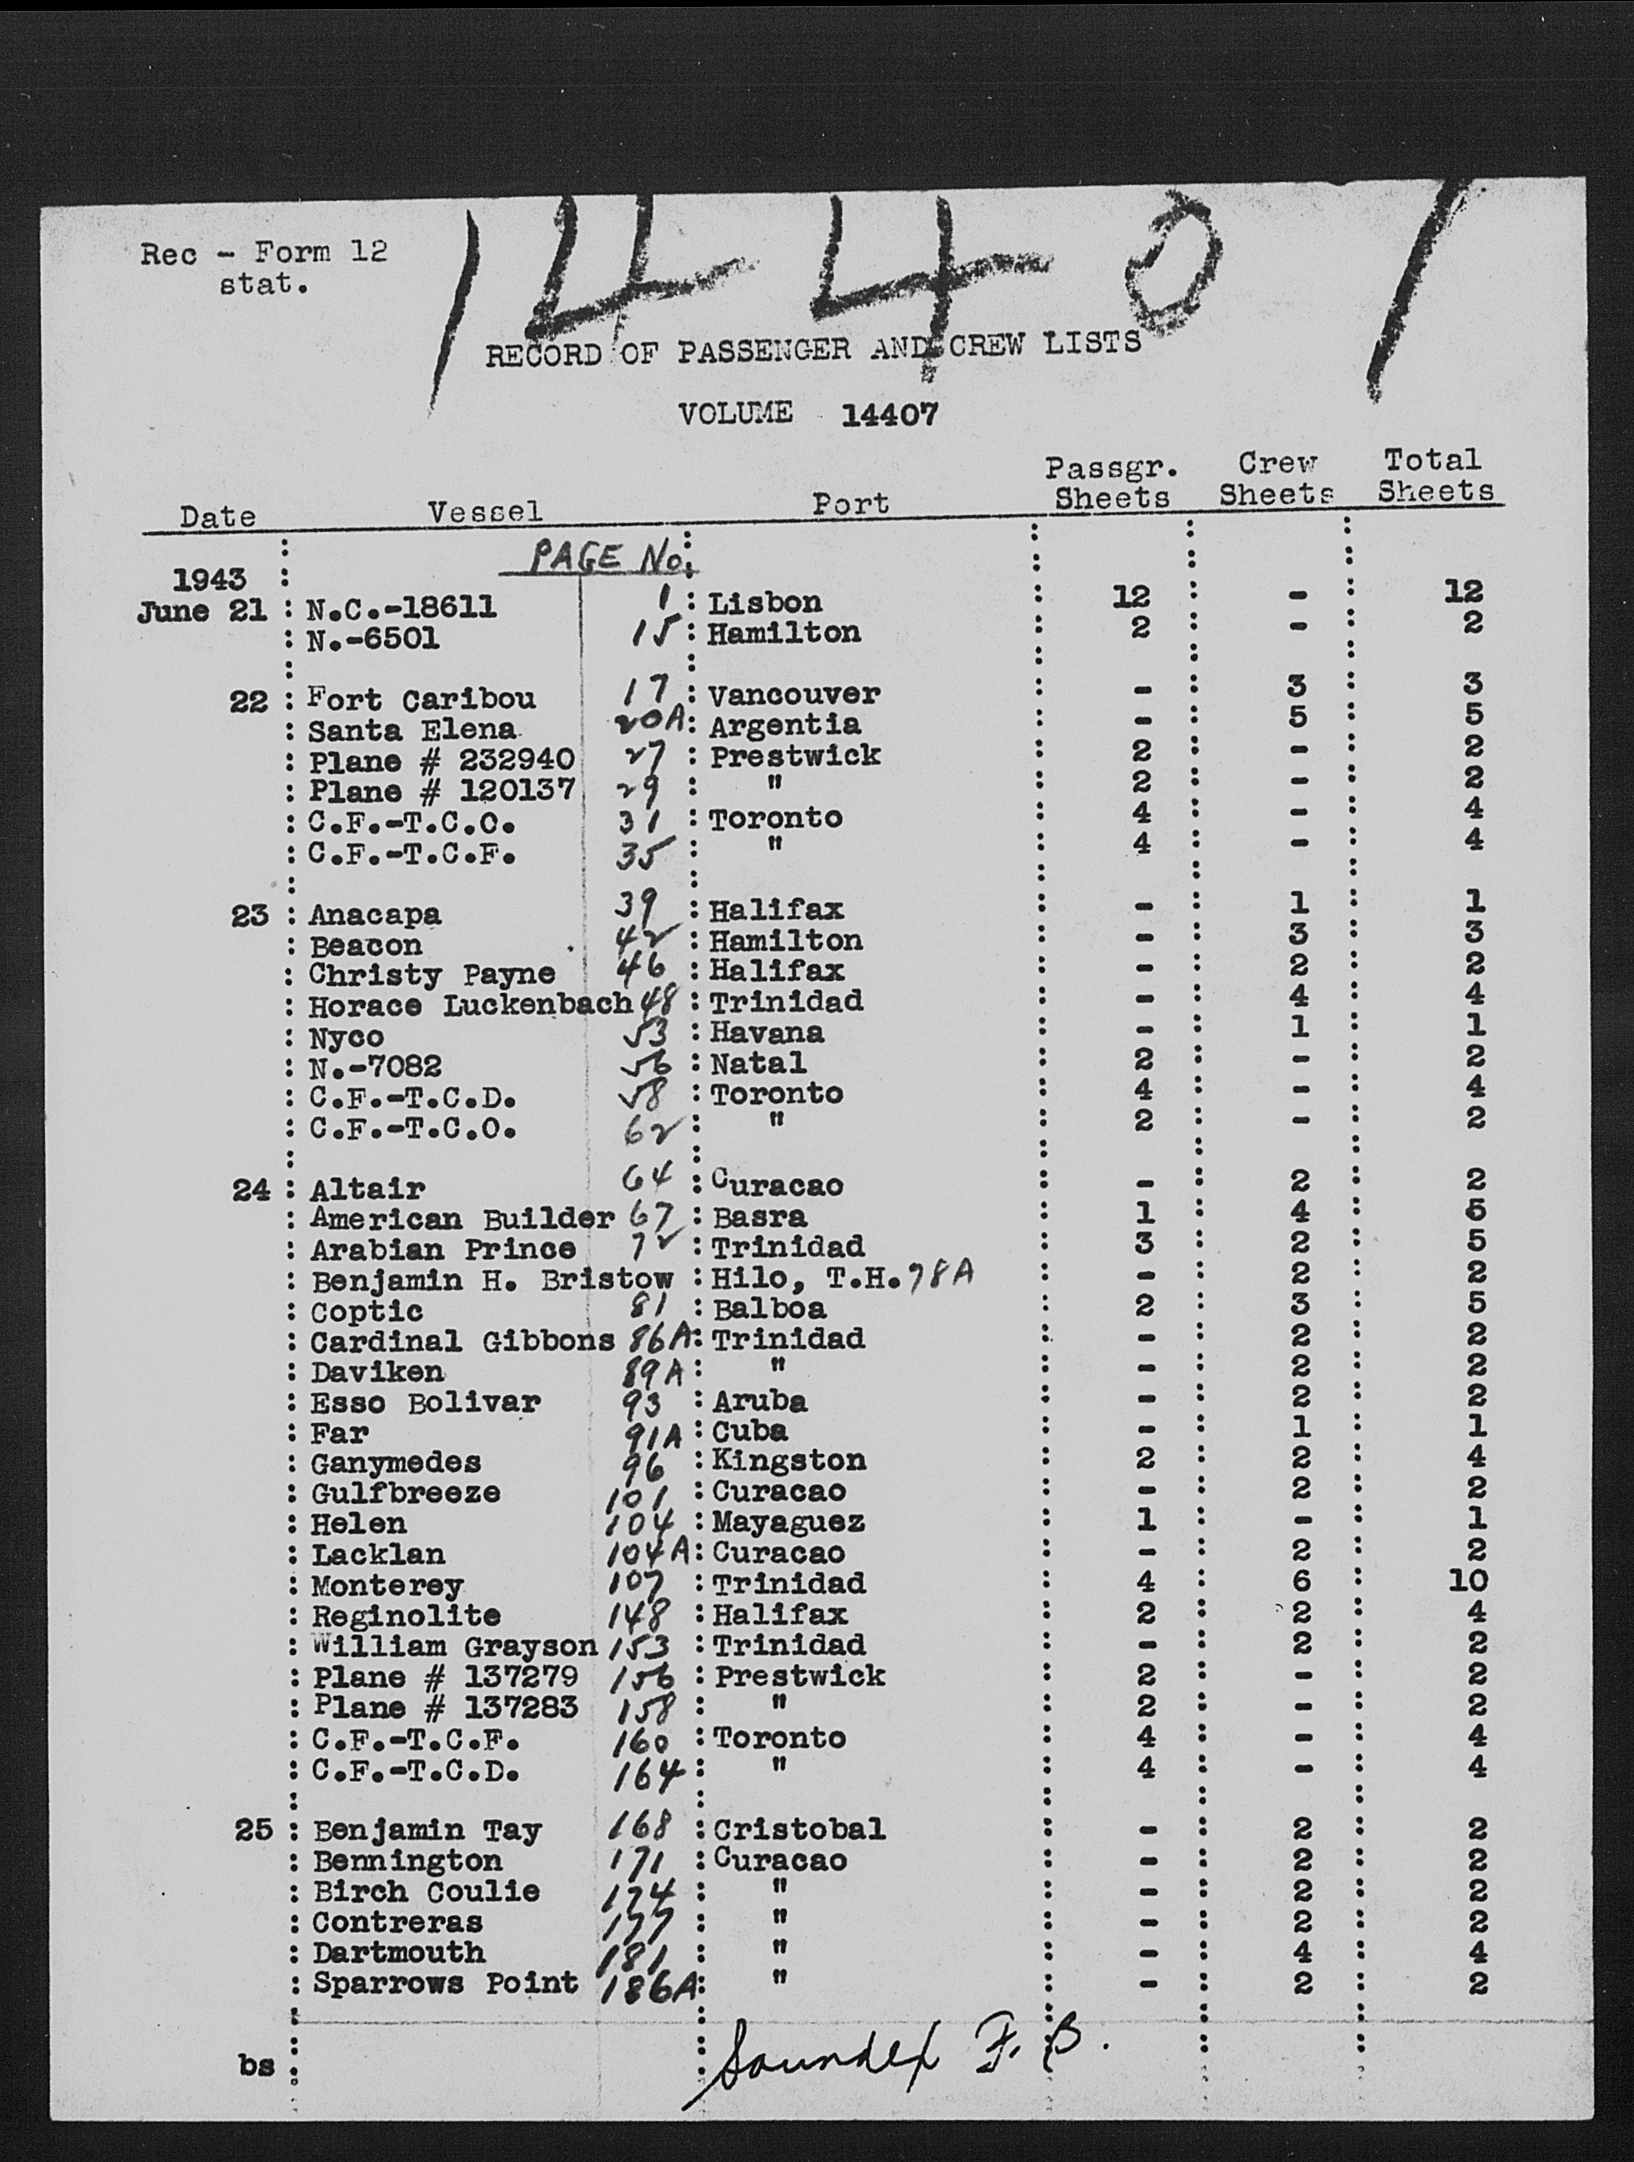 14407
Rec - Form 12
stat.
RECORD OF PASSENGER AND CREW LISTS
VOLUME 14407
Date Vessel Port Passgr. Sheets Crew Sheets Total Sheets
PAGE No.
1943
June 21 : N.C.-18611 1 : Lisbon : 12 : - : 12
: N.-6501 15 : Hamilton : 2 : - : 2
22 : Fort Caribou 17 : Vancouver : - : 3 : 3
: Santa Elena 20A : Argentia : - : 5 : 5
: Plane # 232940 27 : Prestwick : 2 : - : 2
: Plane # 120137 29 : " : 2 : - : 2
: C.F.-T.C.O. 31 : Toronto : 4 : - : 4
: C.F.-T.C.F. 35 : " : 4 : - : 4
23 : Anacapa 39 : Halifax : - : 1 : 1
: Beacon 42 : Hamilton : - : 3 : 3
: Christy Payne 46 : Halifax : - : 2 : 2
: Horace Luckenbach 48 : Trinidad : - : 4 : 4
: Nyco 53 : Havana : - : 1 : 1
: N.-7082 56 : Natal : 2 : - : 2
: C.F.-T.C.D. 58 : Toronto : 4 : - : 4
: C.F.-T.C.O. 62 : " : 2 : - : 2
24 : Altair 64 : Curacao : - : 2 : 2
: American Builder 67 : Basra : 1 : 4 : 5
: Arabian Prince 72 : Trinidad : 3 : 2 : 5
: Benjamin H. Bristow : Hilo, T.H. 78A : - : 2 : 2
: Coptic 81 : Balboa : 2 : 3 : 5
: Cardinal Gibbons 86A : Trinidad : - : 2 : 2
: Daviken 89A : " : - : 2 : 2
: Esso Bolivar 93 : Aruba : - : 2 : 2
: Far 91A : Cuba : - : 1 : 1
: Ganymedes 96 : Kingston : 2 : 2 : 4
: Gulfbreeze 101 : Curacao : - : 2 : 2
: Helen 104 : Mayaguez : 1 : - : 1
: Lacklan 104A : Curacao : - : 2 : 2
: Monterey 107 : Trinidad : 4 : 6 : 10
: Reginolite 148 : Halifax : 2 : 2 : 4
: William Grayson 153 : Trinidad : - : 2 : 2
: Plane # 137279 156 : Prestwick : 2 : - : 2
: Plane # 137283 158 : " : 2 : - : 2
: C.F.-T.C.F. 160 : Toronto : 4 : - : 4
: C.F.-T.C.D. 164 : " : 4 : - : 4
25 : Benjamin Tay 168 : Cristobal : - : 2 : 2
: Bennington 171 : Curacao : - : 2 : 2
: Birch Coulie 174 : " : - : 2 : 2
: Contreras 177 : " : - : 2 : 2
: Dartmouth 181 : " : - : 4 : 4
: Sparrows Point 186A : " : - : 2 : 2
Soundex F. B.
bs